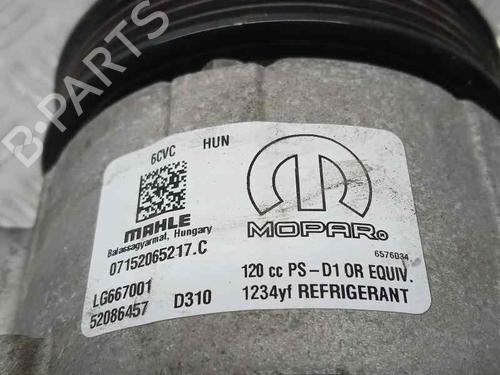 B-PARTS
6CVC HUN
MAHLE
Balassagyarmat, Hungary
07152065217.C
LG667001
52086457 D310
MOPAR®
6576D34
120 cc PS-D1 OR EQUIV.
1234yf REFRIGERANT